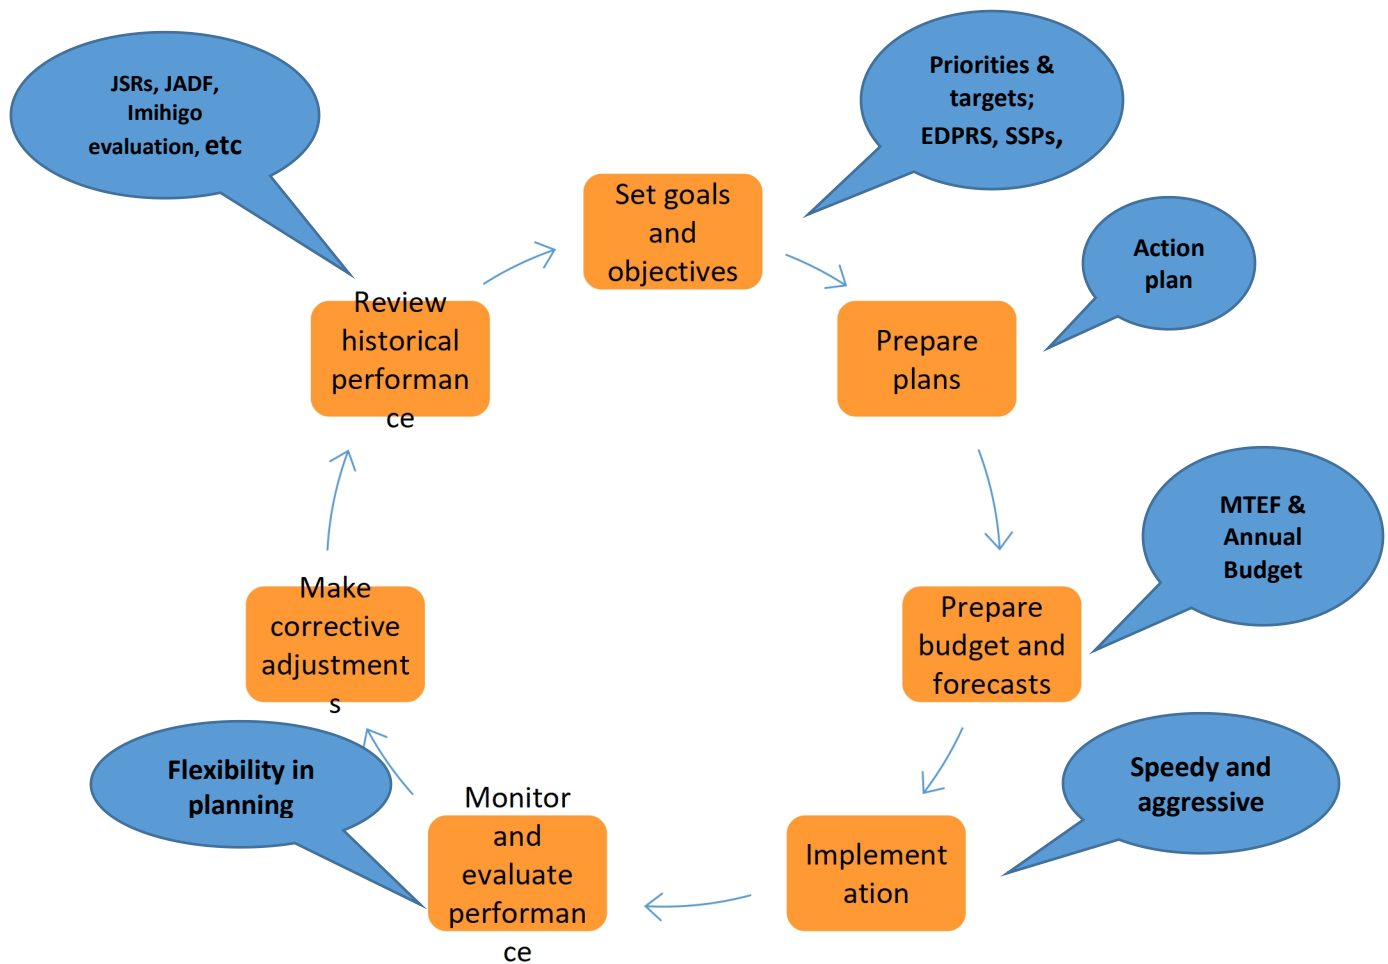 JSRs, JADF,
Imihigo
evaluation, etc
Priorities &
targets;
EDPRS, SSPs,
Set goals
and
objectives
Action
plan
Review
historical
performan
ce
Prepare
plans
MTEF &
Annual
Budget
Make
corrective
adjustment
s
Prepare
budget and
forecasts
Flexibility in
planning
Speedy and
aggressive
Monitor
and
evaluate
performan
ce
Implement
ation